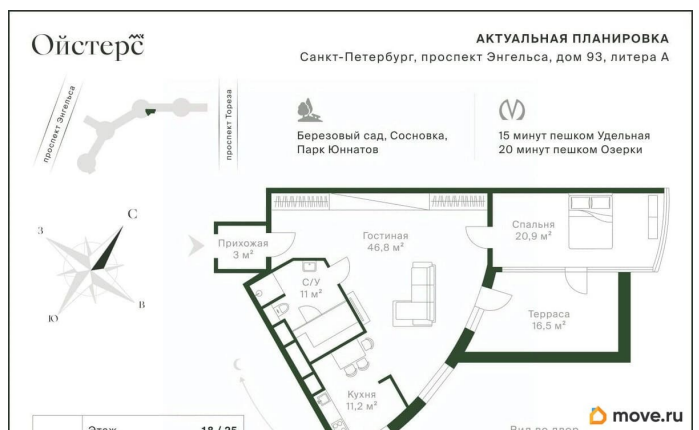 Ойстерс
АКТУАЛЬНАЯ ПЛАНИРОВКА
Санкт-Петербург, проспект Энгельса, дом 93, литера А
проспект Энгельса
проспект Тореза
Березовый сад, Сосновка,
Парк Юннатов
15 минут пешком Удельная
20 минут пешком Озерки
С
З
В
Ю
Прихожая
3 м²
Гостиная
46,8 м²
Спальня
20,9 м²
С/У
11 м²
Терраса
16,5 м²
Кухня
11,2 м²
С
Этаж
18 / 25
move.ru